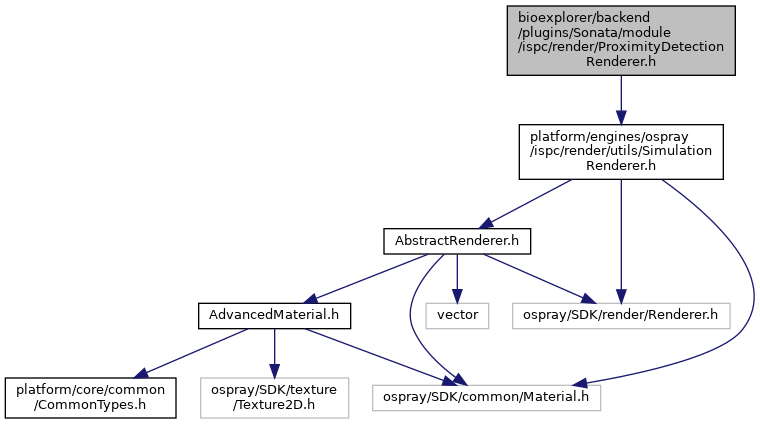 bioexplorer/backend
/plugins/Sonata/module
/ispc/render/ProximityDetection
Renderer.h
platform/engines/ospray
/ispc/render/utils/Simulation
Renderer.h
AbstractRenderer.h
AdvancedMaterial.h
vector
ospray/SDK/render/Renderer.h
platform/core/common
/CommonTypes.h
ospray/SDK/texture
/Texture2D.h
ospray/SDK/common/Material.h